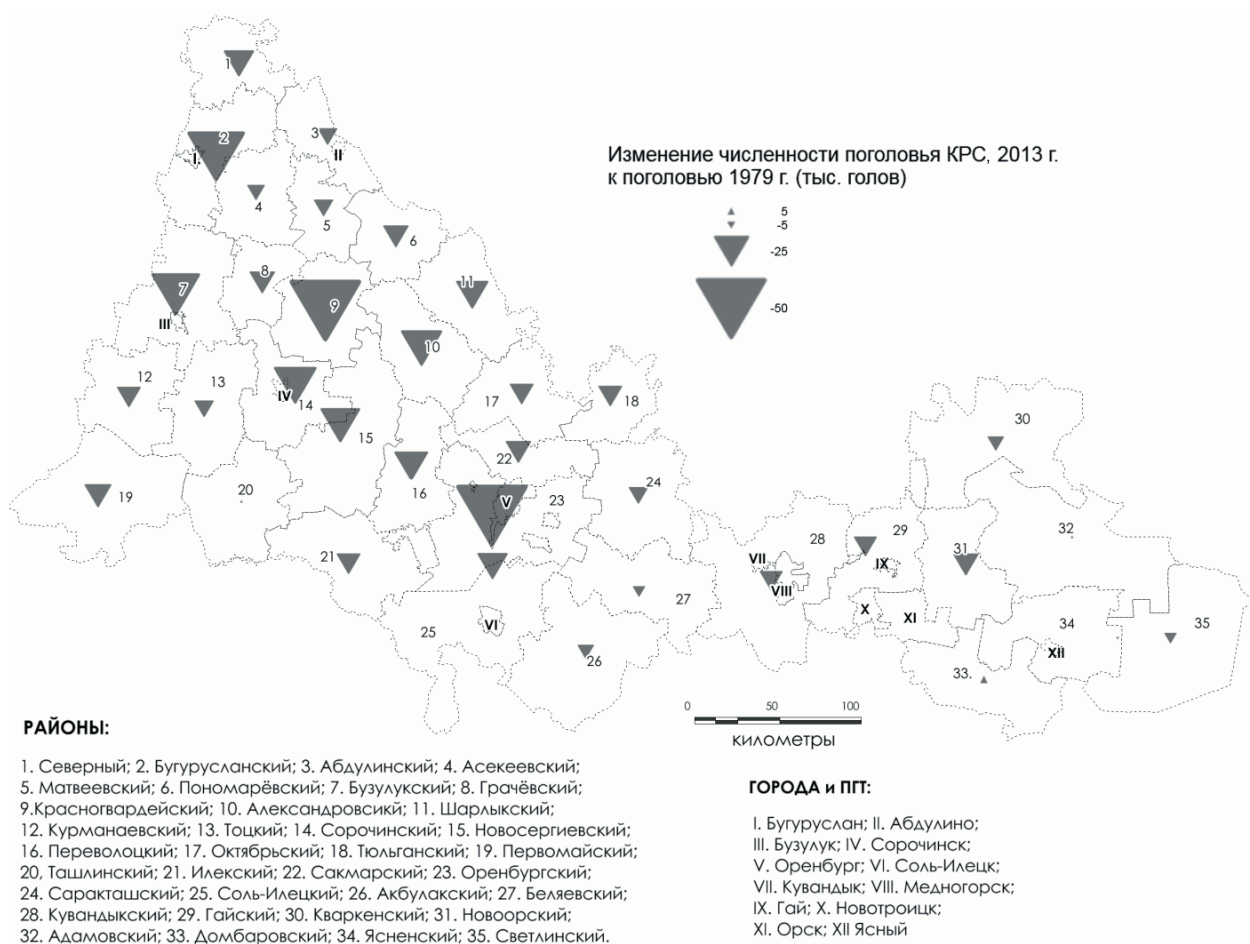 1
2
I.
3
II
4
5
6
7
8
9
10
11
III
12
13
IV
14
15
16
17
18
19
20
21
22
V
23
24
25
VI
26
27
28
VII
VIII
29
IX
X
XI
30
31
32
33.
34
XII
35
Изменение численности поголовья КРС, 2013 г.
к поголовью 1979 г. (тыс. голов)
5
-5
-25
-50
0 50 100
километры
РАЙОНЫ:
1. Северный; 2. Бугурусланский; 3. Абдулинский; 4. Асекеевский;
5. Матвеевский; 6. Пономарёвский; 7. Бузулукский; 8. Грачёвский;
9.Красногвардейский; 10. Александровсикй; 11. Шарлыкский;
12. Курманаевский; 13. Тоцкий; 14. Сорочинский; 15. Новосергиевский;
16. Переволоцкий; 17. Октябрьский; 18. Тюльганский; 19. Первомайский;
20, Ташлинский; 21. Илекский; 22. Сакмарский; 23. Оренбургский;
24. Саракташский; 25. Соль-Илецкий; 26. Акбулакский; 27. Беляевский;
28. Кувандыкский; 29. Гайский; 30. Кваркенский; 31. Новоорский;
32. Адамовский; 33. Домбаровский; 34. Ясненский; 35. Светлинский.
ГОРОДА и ПГТ:
I. Бугуруслан; II. Абдулино;
III. Бузулук; IV. Сорочинск;
V. Оренбург; VI. Соль-Илецк;
VII. Кувандык; VIII. Медногорск;
IX. Гай; X. Новотроицк;
XI. Орск; XII Ясный